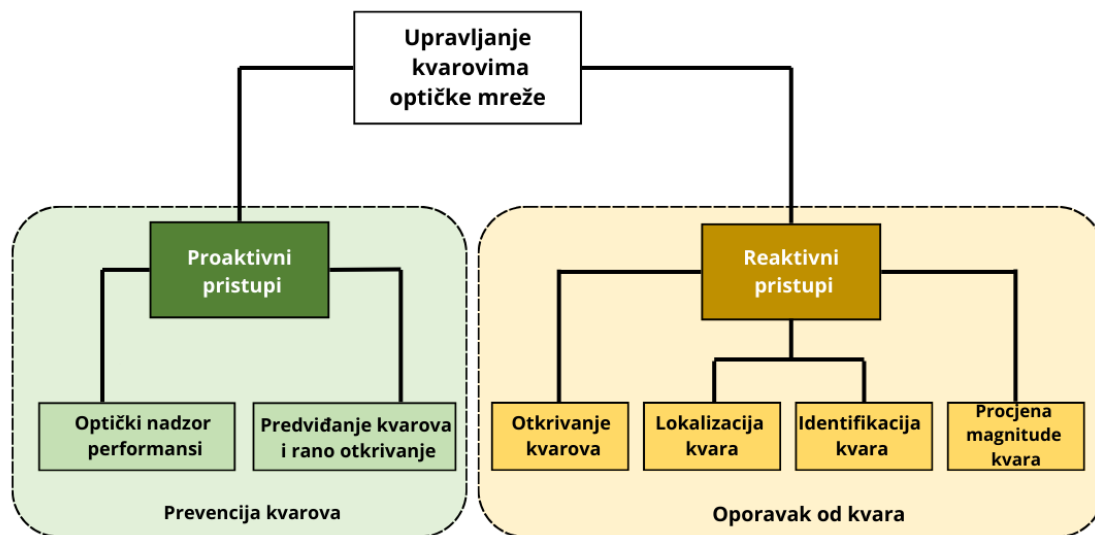 Upravljanje
kvarovima
optičke mreže
Proaktivni
pristupi
Optički nadzor
performansi
Predviđanje kvarova
i rano otkrivanje
Prevencija kvarova
Reaktivni
pristupi
Otkrivanje
kvarova
Lokalizacija
kvara
Identifikacija
kvara
Procjena
magnitude
kvara
Oporavak od kvara